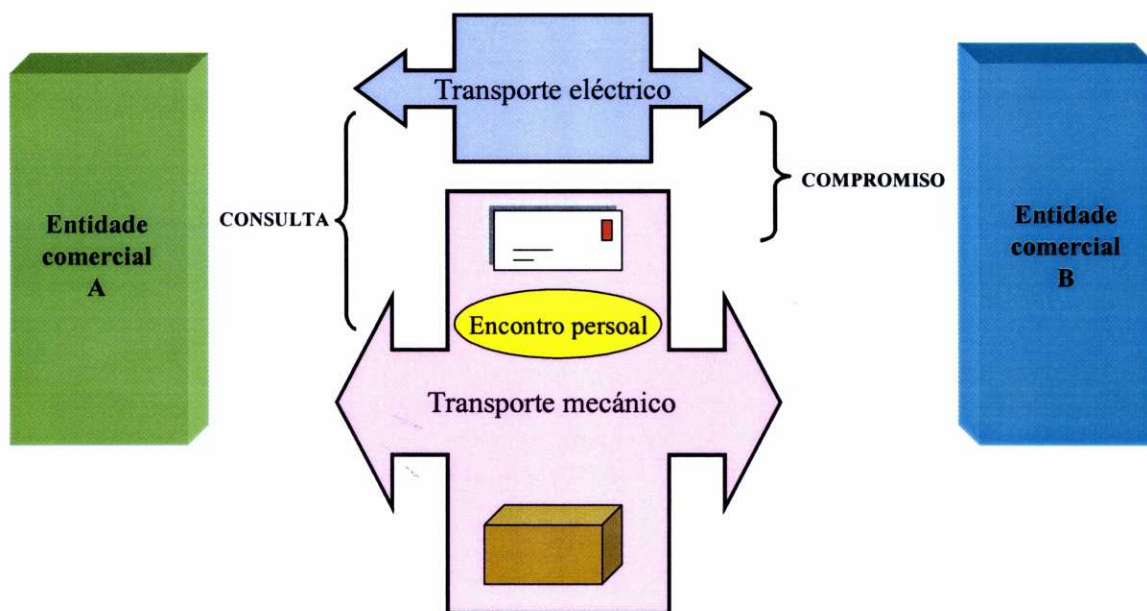 Transporte eléctrico
COMPROMISO
CONSULTA
Entidade
comercial
A
Entidade
comercial
B
Encontro persoal
Transporte mecánico